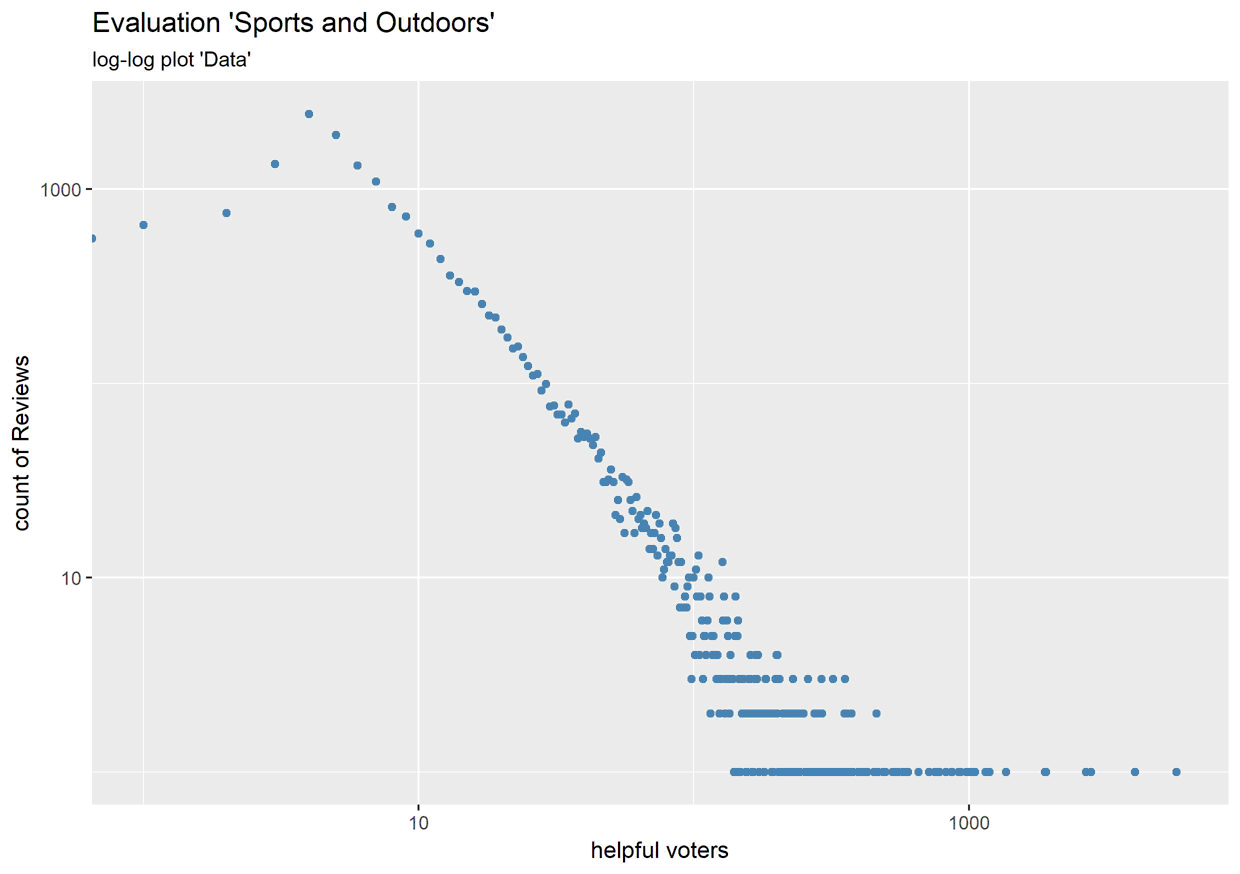 Evaluation 'Sports and Outdoors'
log-log plot 'Data'
count of Reviews
1000
10
10
1000
helpful voters